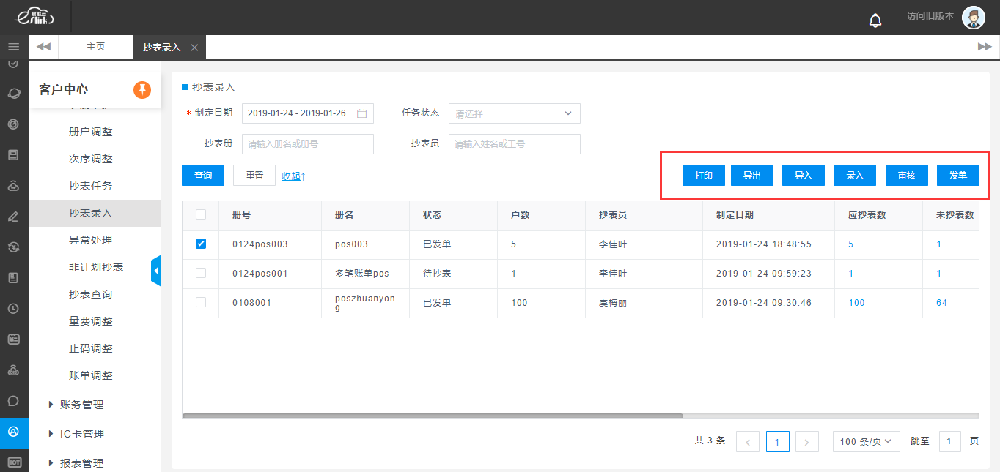 易联云
eslink
访问旧版本
主页
抄表录入
客户中心
册户调整
次序调整
抄表任务
抄表录入
异常处理
非计划抄表
抄表查询
量费调整
止码调整
账单调整
账务管理
IC卡管理
报表管理
IOT
抄表录入
* 制定日期 2019-01-24 - 2019-01-26 任务状态 请选择
抄表册 请输入册名或册号 抄表员 请输入姓名或工号
查询 重置 收起↑ 打印 导出 导入 录入 审核 发单
册号 册名 状态 户数 抄表员 制定日期 应抄表数 未抄表数
0124pos003 pos003 已发单 5 李佳叶 2019-01-24 18:48:55 5 1
0124pos001 多笔账单pos 待抄表 1 李佳叶 2019-01-24 09:59:23 1 1
0108001 poszhuanyong 已发单 100 虞梅丽 2019-01-24 09:30:46 100 64
共 3 条 < 1 > 100 条/页 跳至 1 页